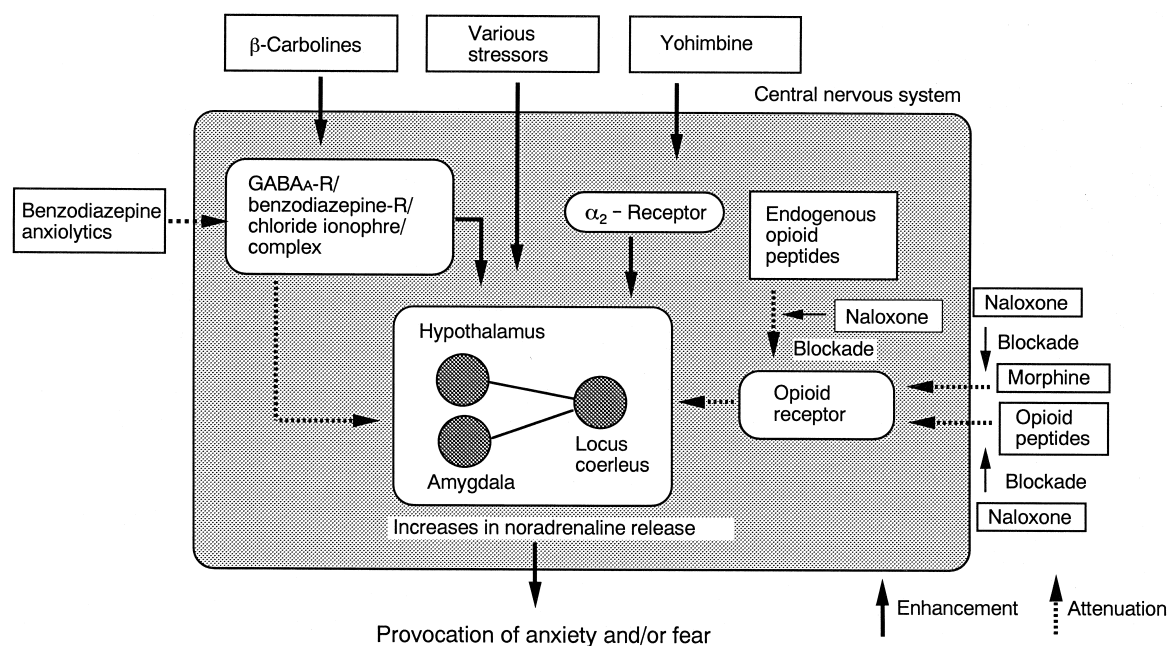 β-Carbolines
Various
stressors
Yohimbine
Central nervous system
GABAA-R/
benzodiazepine-R/
chloride ionophre/
complex
Benzodiazepine
anxiolytics
α2 – Receptor
Endogenous
opioid
peptides
Naloxone
Blockade
Naloxone
Blockade
Morphine
Opioid
peptides
Blockade
Naloxone
Opioid
receptor
Hypothalamus
Locus
coerleus
Amygdala
Increases in noradrenaline release
Enhancement
Attenuation
Provocation of anxiety and/or fear